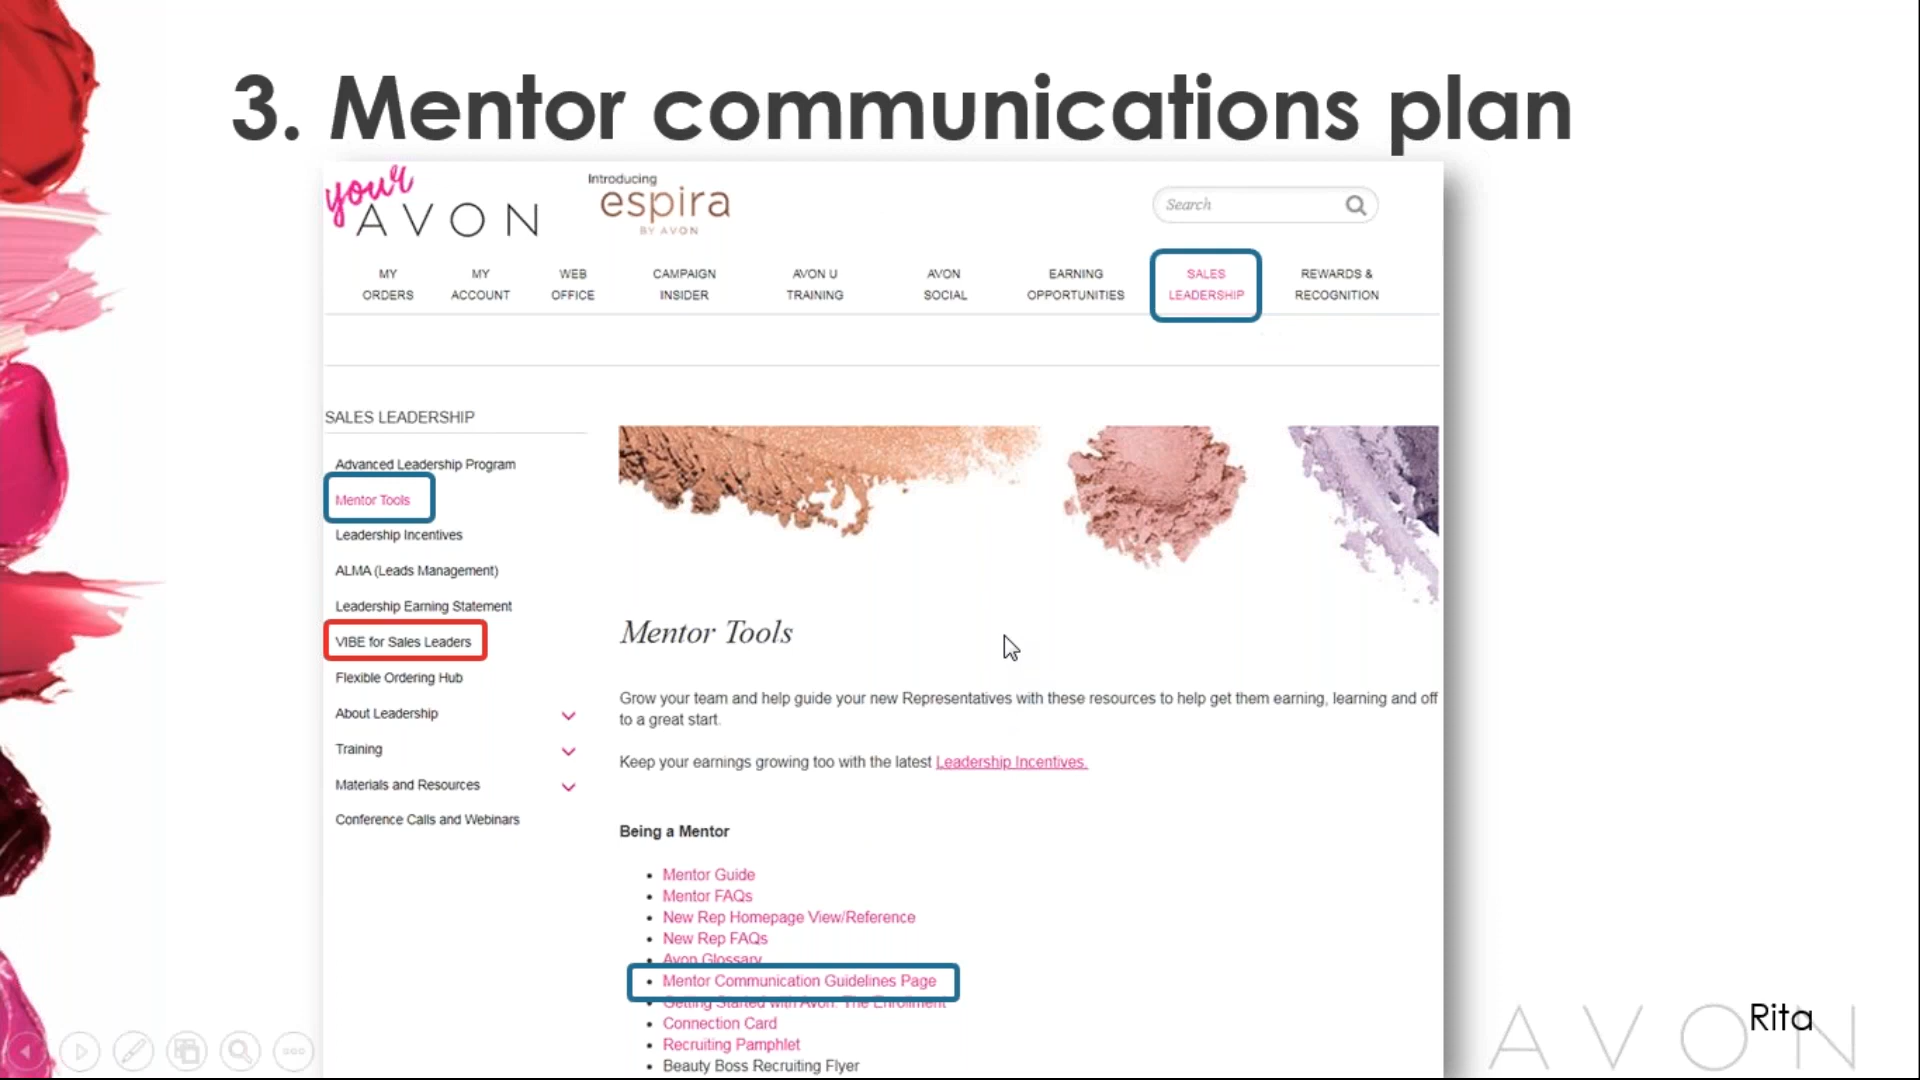 3. Mentor communications plan
your
AVON
Introducing
espira
BY AVON
Search
MY ORDERS
MY ACCOUNT
WEB OFFICE
CAMPAIGN INSIDER
AVON U TRAINING
AVON SOCIAL
EARNING OPPORTUNITIES
SALES LEADERSHIP
REWARDS & RECOGNITION
SALES LEADERSHIP
Advanced Leadership Program
Mentor Tools
Leadership Incentives
ALMA (Leads Management)
Leadership Earning Statement
VIBE for Sales Leaders
Flexible Ordering Hub
About Leadership
Training
Materials and Resources
Conference Calls and Webinars
Mentor Tools
Grow your team and help guide your new Representatives with these resources to help get them earning, learning and off
to a great start.
Keep your earnings growing too with the latest Leadership Incentives.
Being a Mentor
• Mentor Guide
• Mentor FAQs
• New Rep Homepage View/Reference
• New Rep FAQs
• Avon Glossary
• Mentor Communication Guidelines Page
• Getting Started with Avon: The Enrollment
• Connection Card
• Recruiting Pamphlet
• Beauty Boss Recruiting Flyer
Rita
AVON